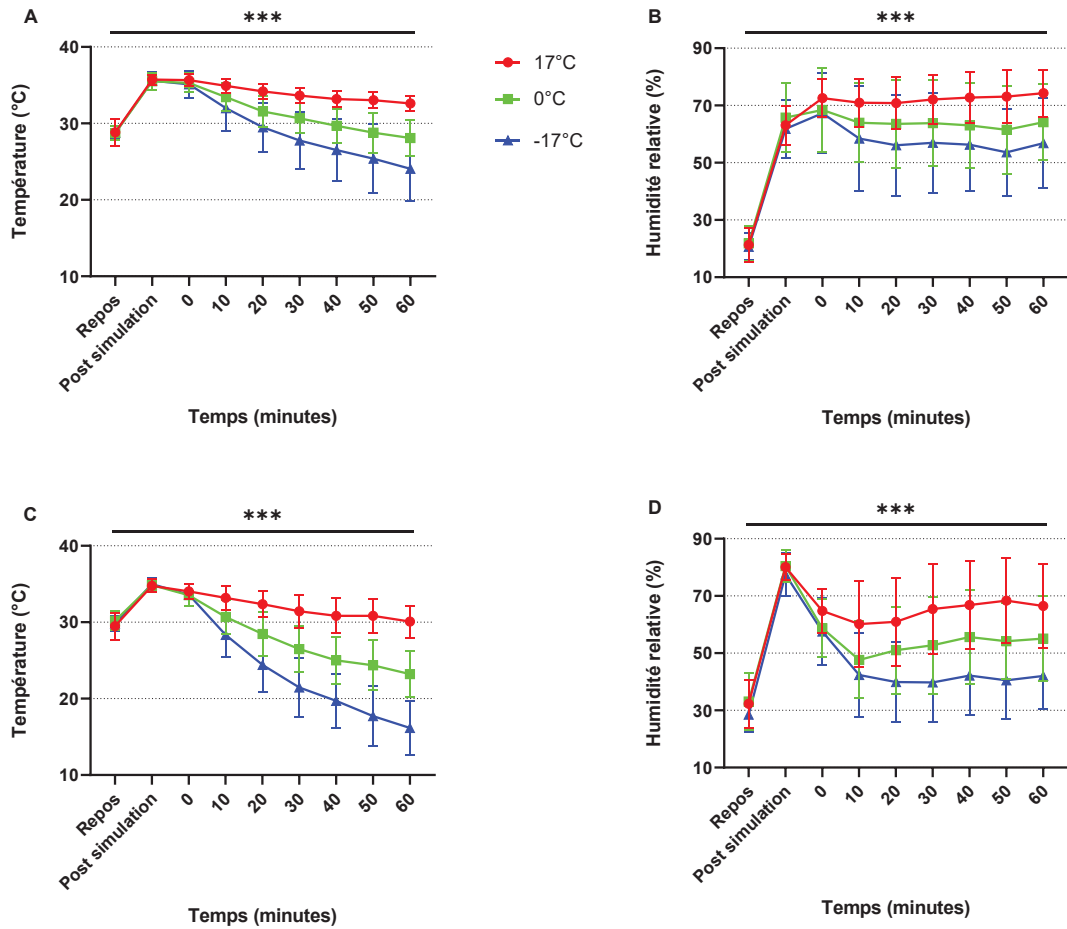 A
***
Température (°C)
40
30
20
10
Repos
Post simulation
0
10
20
30
40
50
60
Temps (minutes)
17°C
0°C
-17°C
B
***
Humidité relative (%)
90
70
50
30
10
Repos
Post simulation
0
10
20
30
40
50
60
Temps (minutes)
C
***
Température (°C)
40
30
20
10
Repos
Post simulation
0
10
20
30
40
50
60
Temps (minutes)
D
***
Humidité relative (%)
90
70
50
30
10
Repos
Post simulation
0
10
20
30
40
50
60
Temps (minutes)